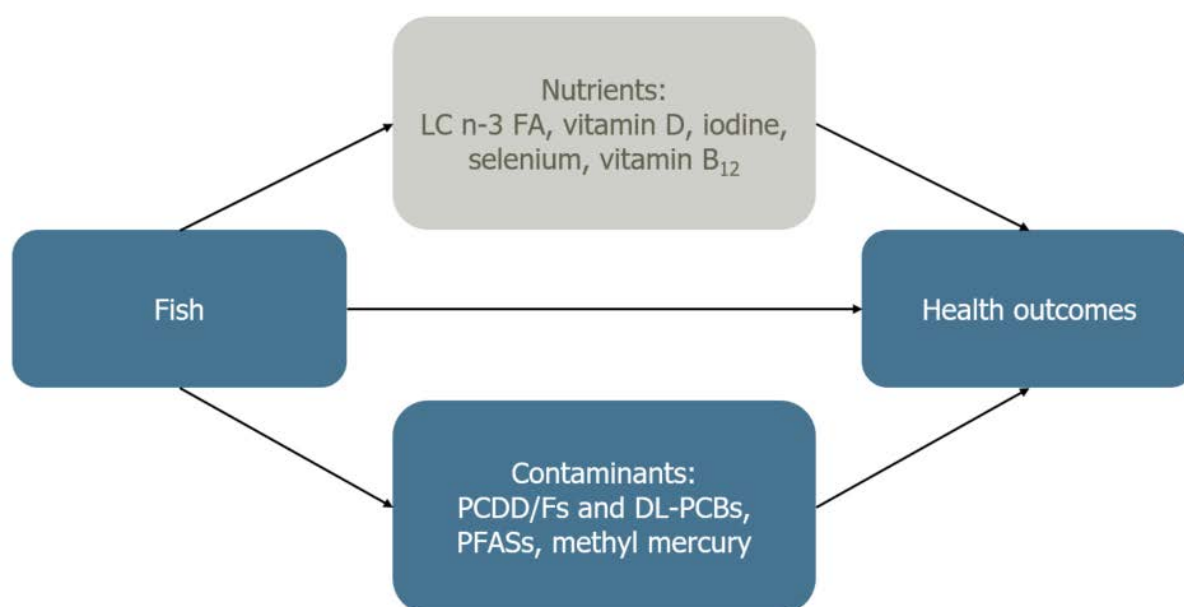 Nutrients:
LC n-3 FA, vitamin D, iodine,
selenium, vitamin B₁₂
Fish
Health outcomes
Contaminants:
PCDD/Fs and DL-PCBs,
PFASs, methyl mercury